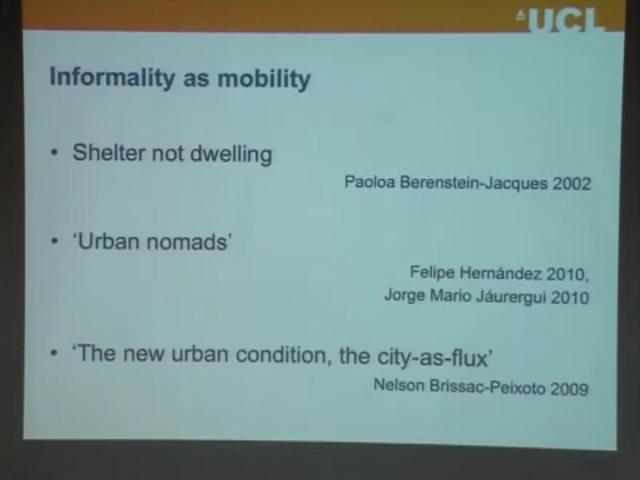 UCL
Informality as mobility
• Shelter not dwelling
Paoloa Berenstein-Jacques 2002
• ‘Urban nomads’
Felipe Hernández 2010,
Jorge Mario Jáurergui 2010
• ‘The new urban condition, the city-as-flux’
Nelson Brissac-Peixoto 2009